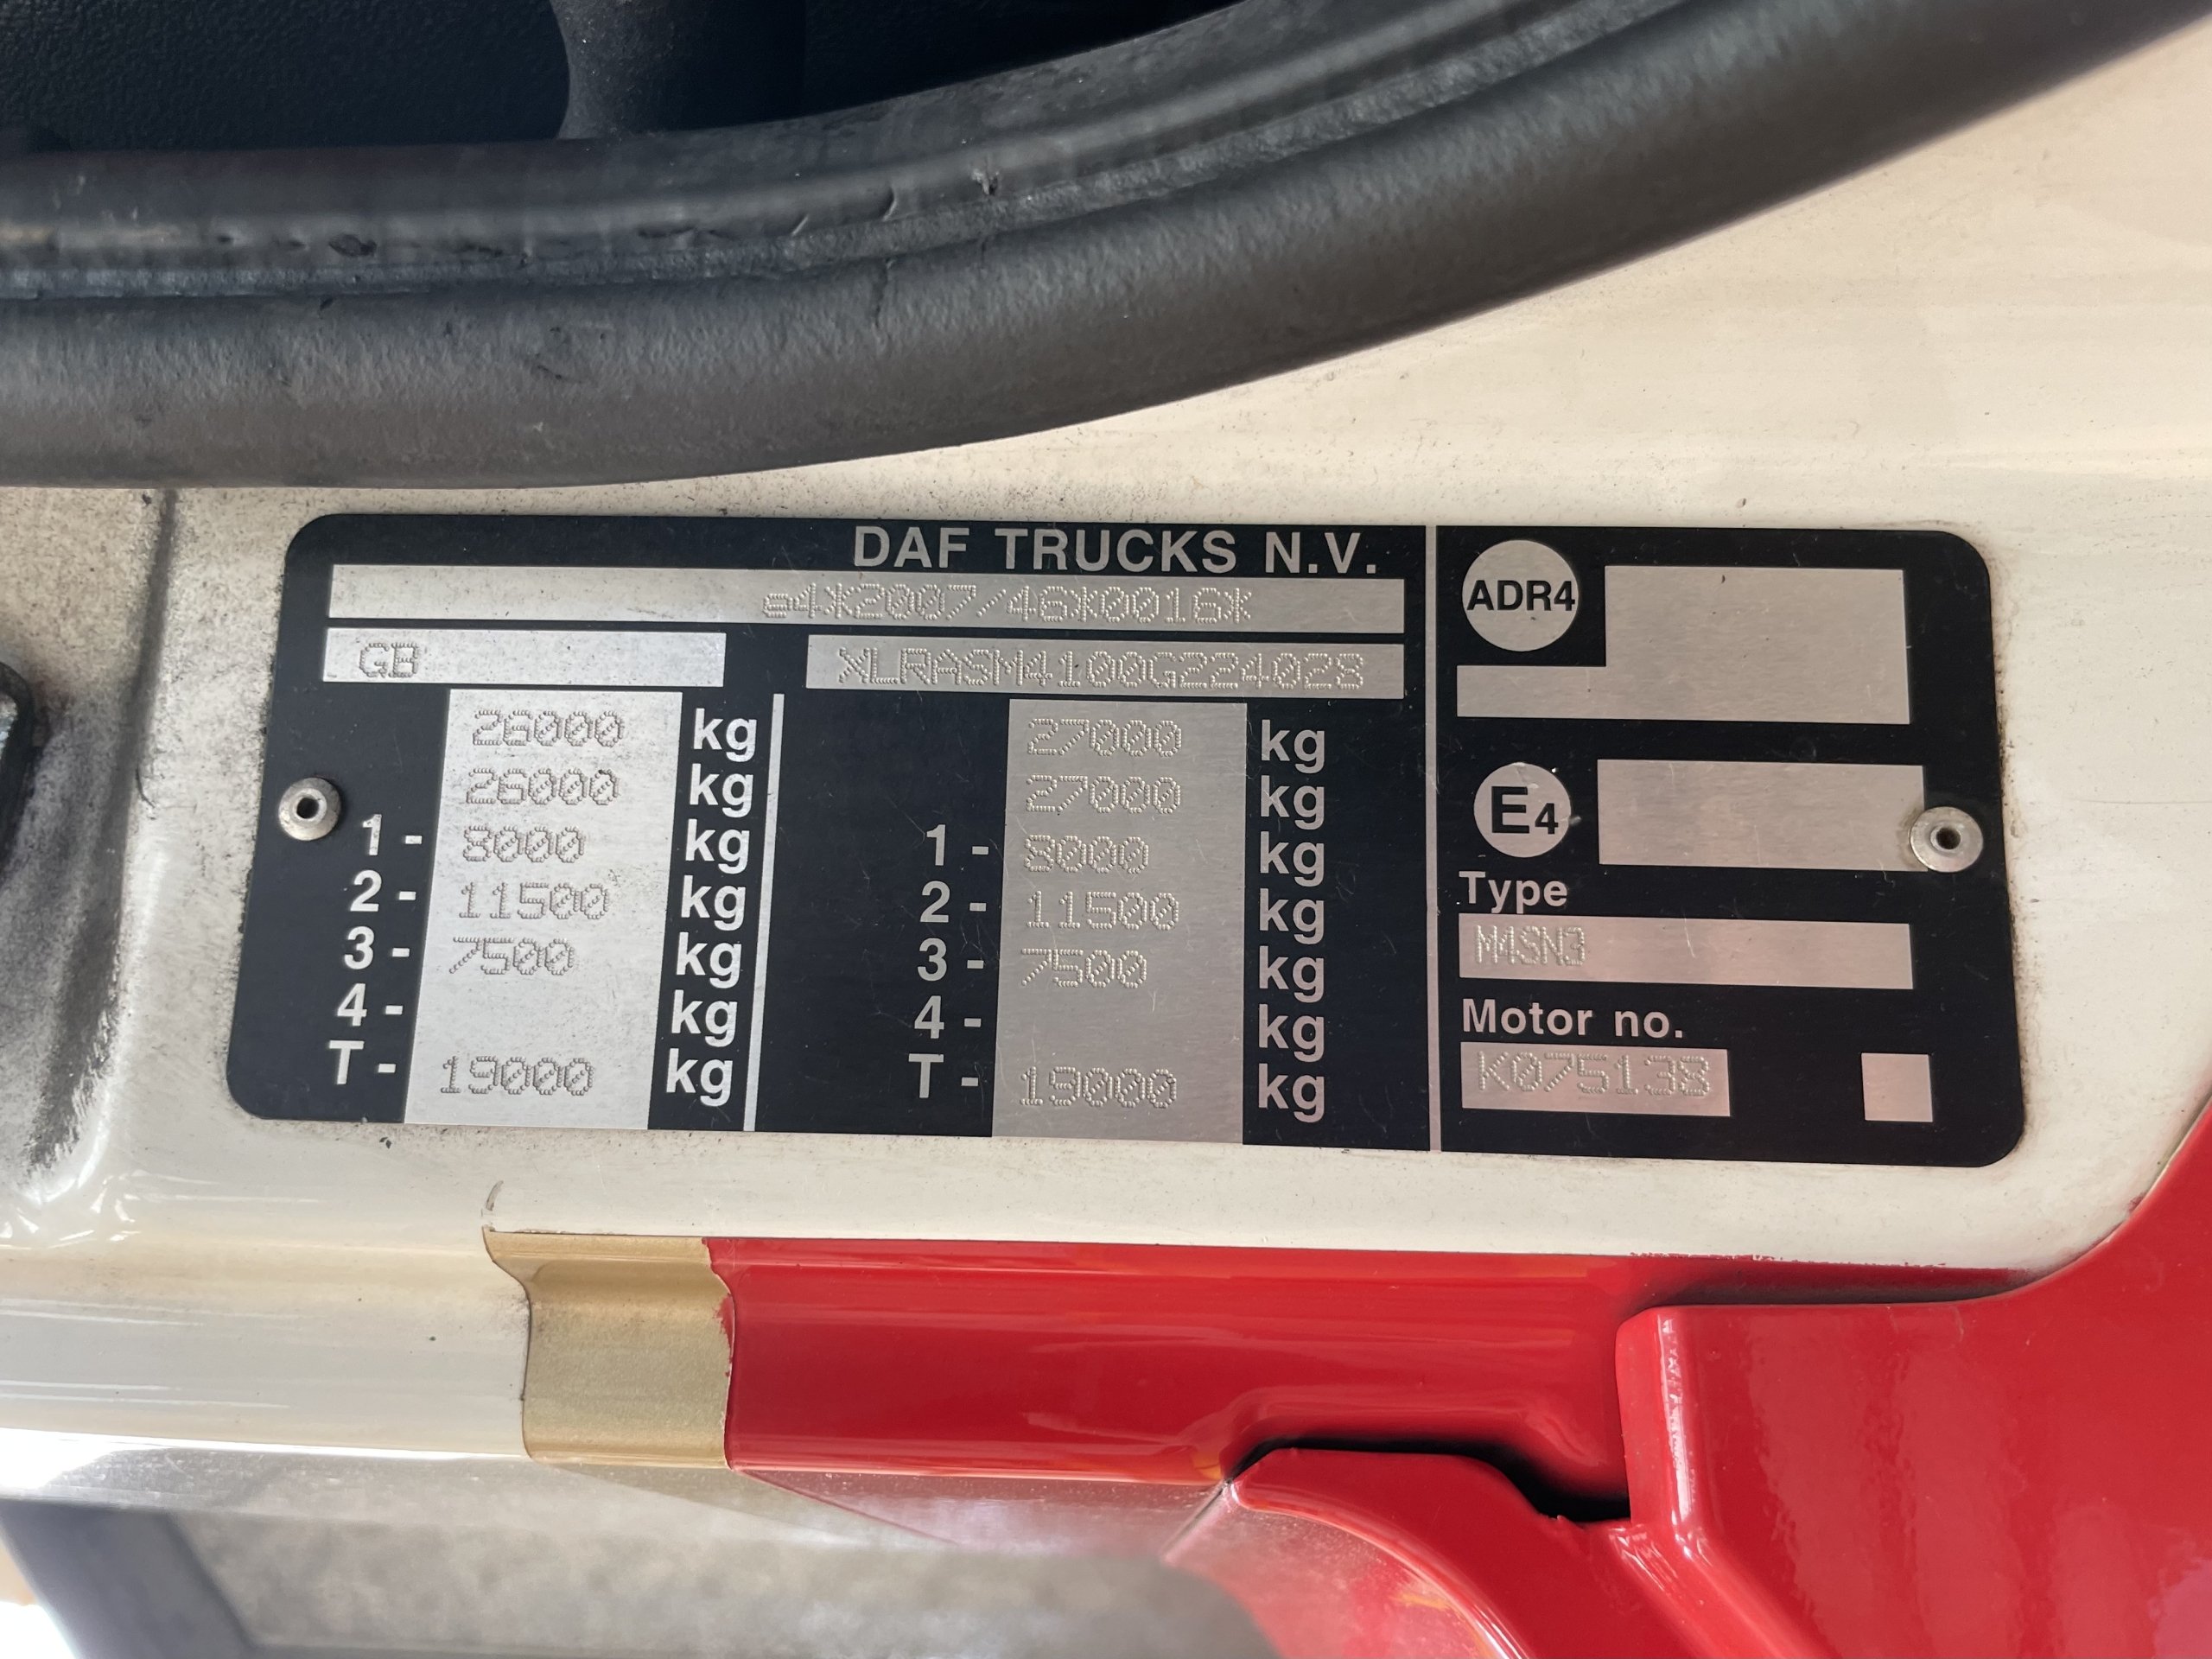 DAF TRUCKS N.V.
e4*2007/46*0016*
GB XLRASM4100G224028
26000 kg 27000 kg
26000 kg 27000 kg
1- 8000 kg 1- 8000 kg
2- 11500 kg 2- 11500 kg
3- 7500 kg 3- 7500 kg
4- kg 4- kg
T- 19000 kg T- 19000 kg
ADR4
E4
Type
M4SN3
Motor no.
K075138